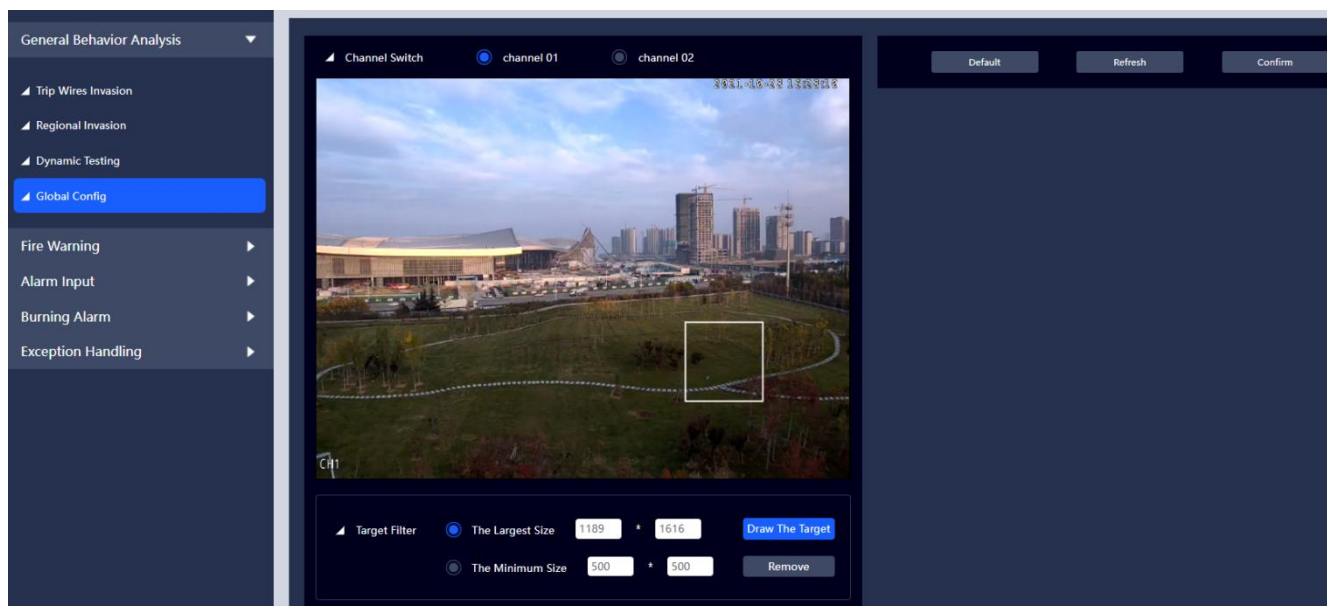 General Behavior Analysis
Trip Wires Invasion
Regional Invasion
Dynamic Testing
Global Config
Fire Warning
Alarm Input
Burning Alarm
Exception Handling
Channel Switch channel 01 channel 02
CH1
Target Filter The Largest Size 1189 * 1616 Draw The Target
The Minimum Size 500 * 500 Remove
Default Refresh Confirm